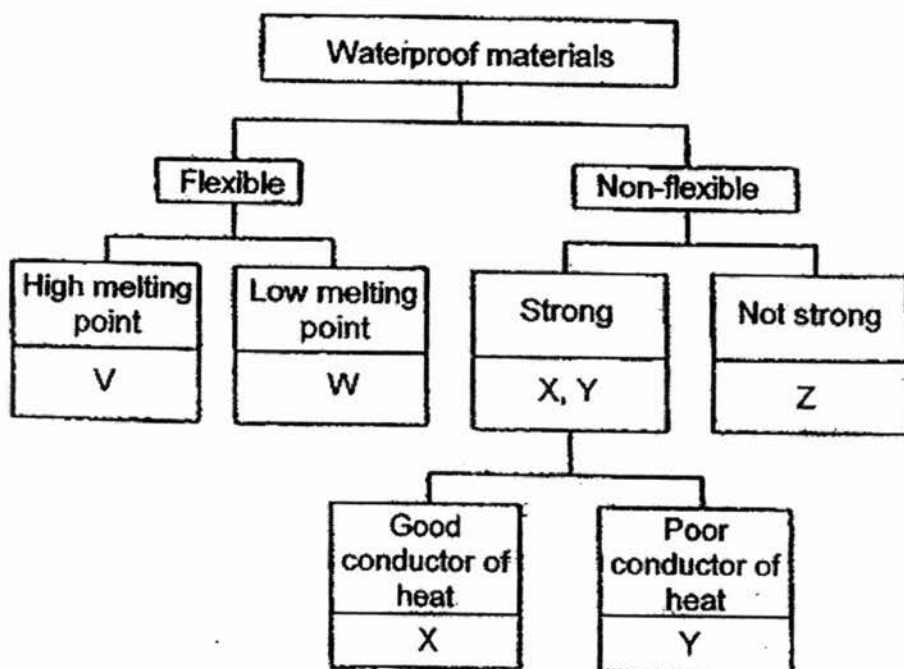 Waterproof materials
Flexible
Non-flexible
High melting
point
V
Low melting
point
W
Strong
X, Y
Not strong
Z
Good
conductor of
heat
X
Poor
conductor of
heat
Y